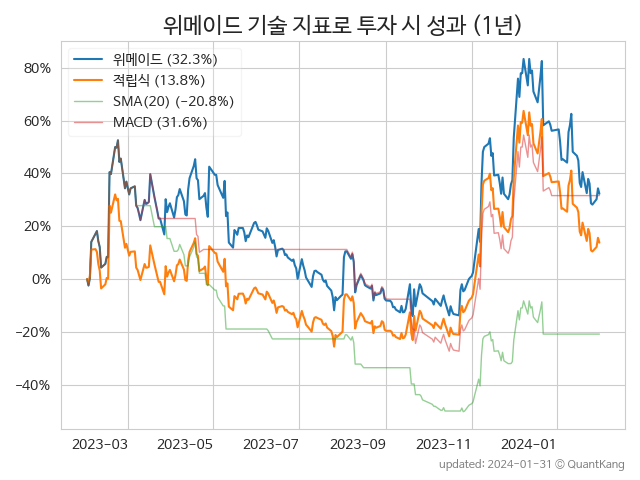 위메이드 기술 지표로 투자 시 성과 (1년)
위메이드 (32.3%)
적립식 (13.8%)
SMA(20) (−20.8%)
MACD (31.6%)
80%
60%
40%
20%
0%
−20%
−40%
2023-03 2023-05 2023-07 2023-09 2023-11 2024-01
updated: 2024-01-31 © QuantKang